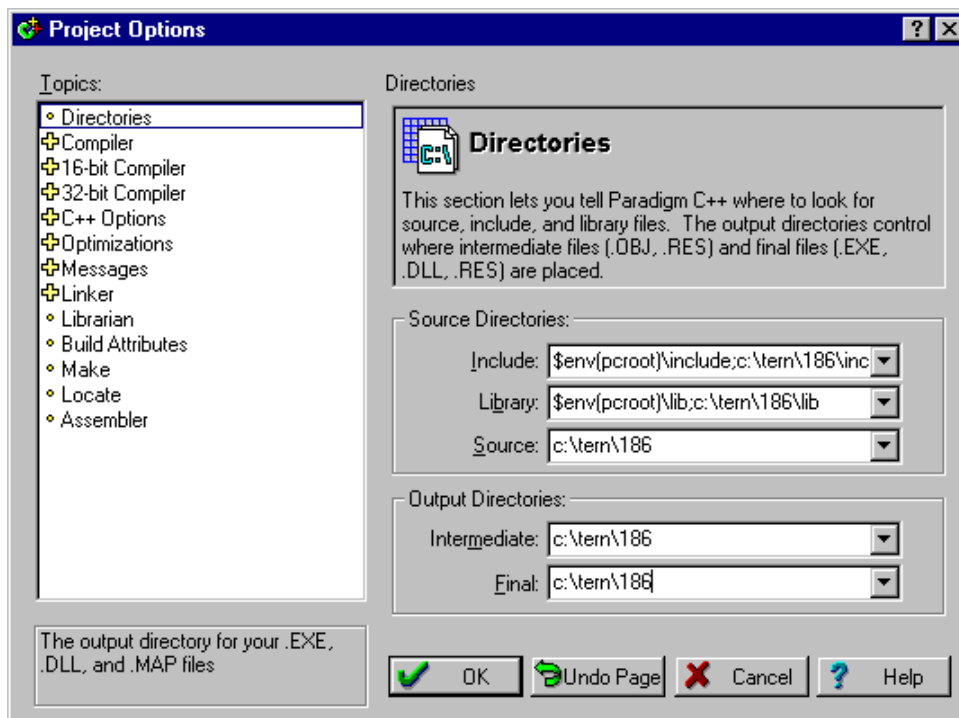 Project Options
Topics:
Directories
Compiler
16-bit Compiler
32-bit Compiler
C++ Options
Optimizations
Messages
Linker
Librarian
Build Attributes
Make
Locate
Assembler
The output directory for your .EXE,
.DLL, and .MAP files
Directories
C:\
Directories
This section lets you tell Paradigm C++ where to look for
source, include, and library files. The output directories control
where intermediate files (.OBJ, .RES) and final files (.EXE,
.DLL, .RES) are placed.
Source Directories:
Include: $env(pcroot)\include;c:\tern\186\inc
Library: $env(pcroot)\lib;c:\tern\186\lib
Source: c:\tern\186
Output Directories:
Intermediate: c:\tern\186
Final: c:\tern\186
OK Undo Page Cancel Help